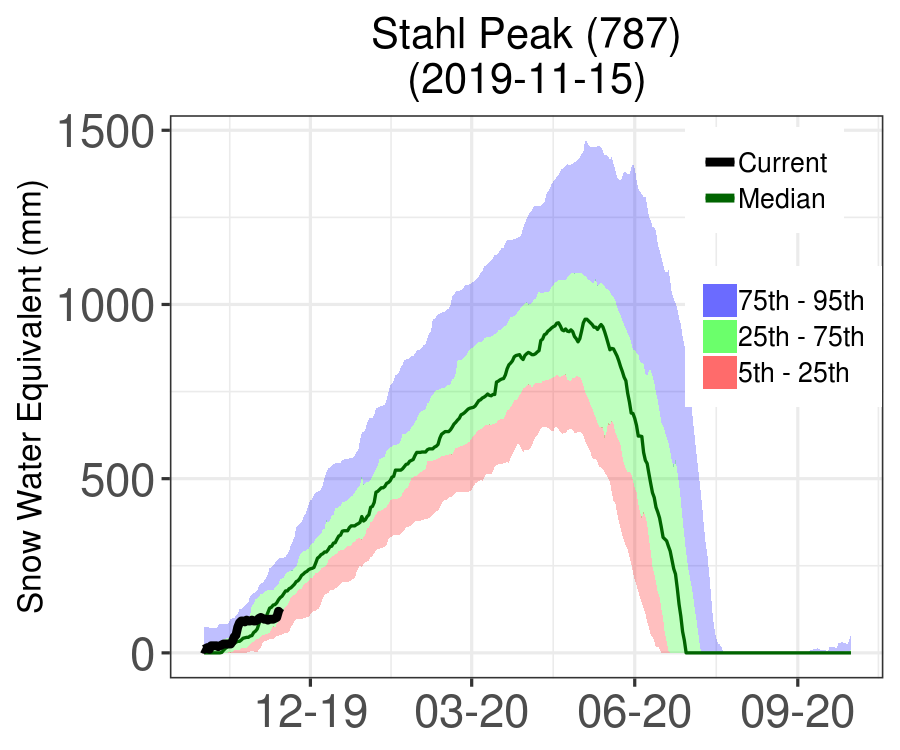 Stahl Peak (787)
(2019-11-15)
Snow Water Equivalent (mm)
1500
1000
500
0
Current
Median
75th - 95th
25th - 75th
5th - 25th
12-19
03-20
06-20
09-20